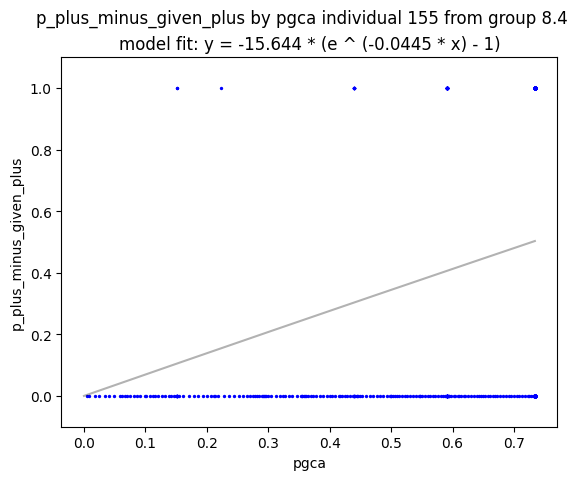 p_plus_minus_given_plus by pgca individual 155 from group 8.4
model fit: y = -15.644 * (e ^ (-0.0445 * x) - 1)
1.0
0.8
0.6
0.4
0.2
0.0
p_plus_minus_given_plus
0.0 0.1 0.2 0.3 0.4 0.5 0.6 0.7
pgca